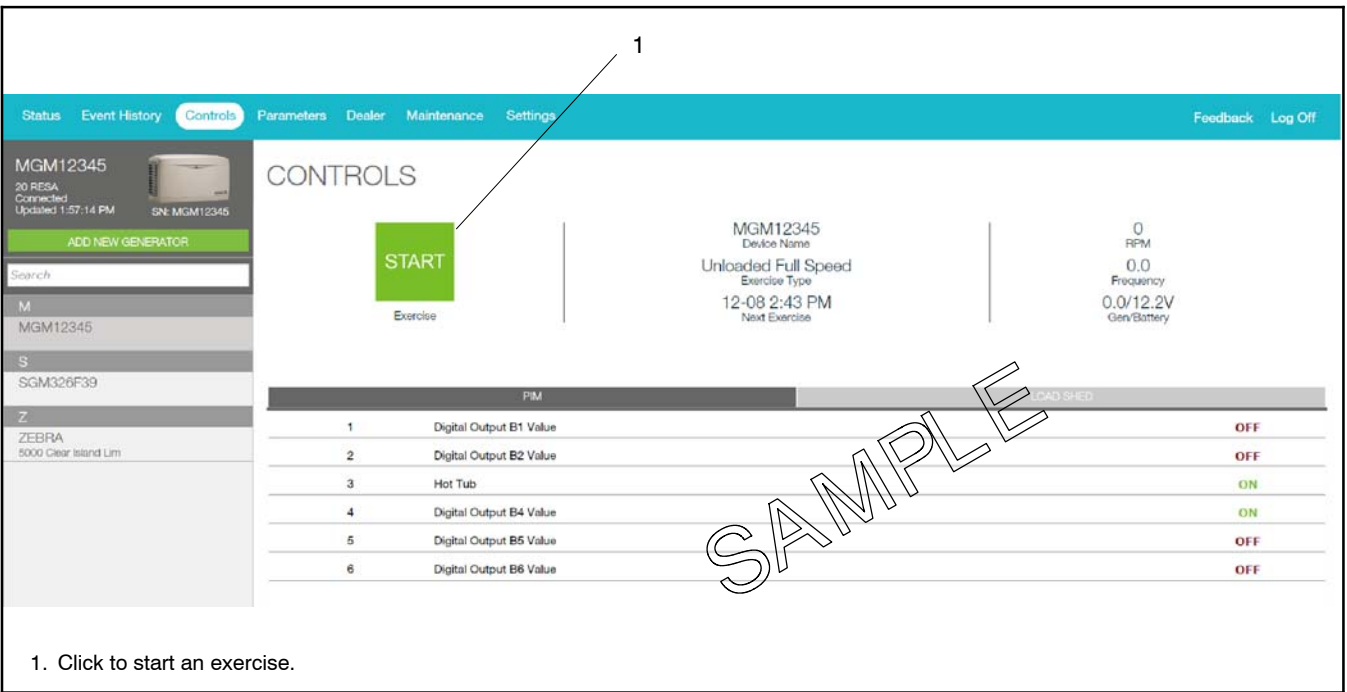 1
Status Event History Controls Parameters Dealer Maintenance Settings Feedback Log Off
MGM12345
20 RESA
Connected
Updated 1:57:14 PM
SN: MGM12345
ADD NEW GENERATOR
Search
M
MGM12345
S
SGM326F39
Z
ZEBRA
5000 Clear Island Lirn
CONTROLS
START
Exercise
MGM12345
Device Name
Unloaded Full Speed
Exercise Type
12-08 2:43 PM
Next Exercise
0
RPM
0.0
Frequency
0.0/12.2V
Gen/Battery
PIM LOAD SHED
1 Digital Output B1 Value OFF
2 Digital Output B2 Value OFF
3 Hot Tub ON
4 Digital Output B4 Value ON
5 Digital Output B5 Value OFF
6 Digital Output B6 Value OFF
SAMPLE
1. Click to start an exercise.